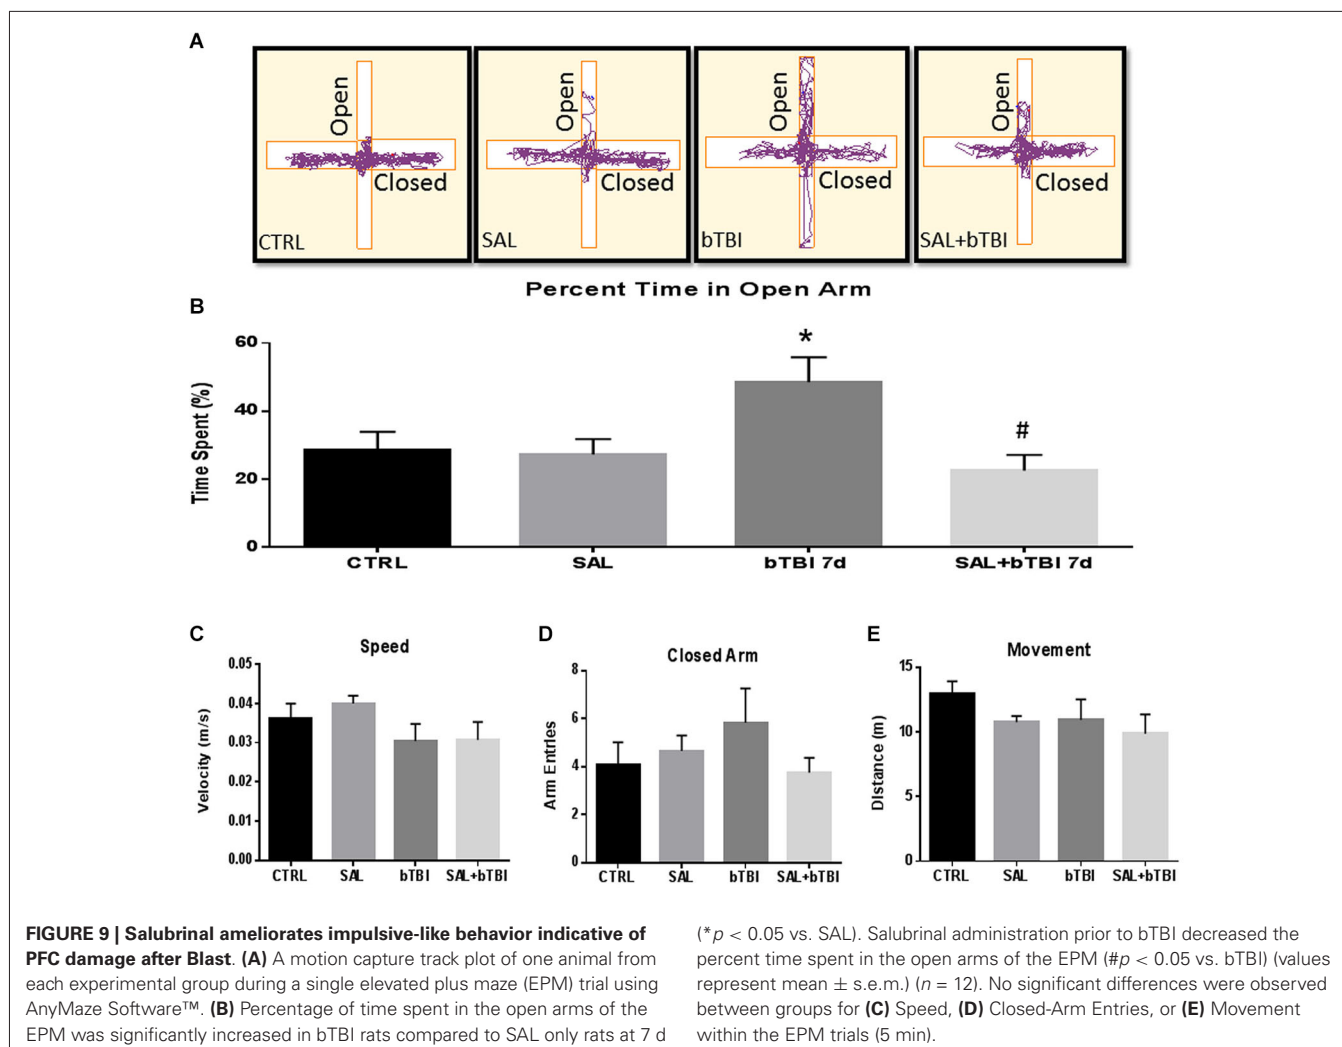 A
Open
Closed
CTRL
Open
Closed
SAL
Open
Closed
bTBI
Open
Closed
SAL+bTBI
Percent Time in Open Arm
B
Time Spent (%)
60
40
20
0
*
#
CTRL
SAL
bTBI 7d
SAL+bTBI 7d
C
Speed
Velocity (m/s)
0.05
0.04
0.03
0.02
0.01
0.00
CTRL
SAL
bTBI
SAL+bTBI
D
Closed Arm
Arm Entries
8
6
4
2
0
CTRL
SAL
bTBI
SAL+bTBI
E
Movement
Distance (m)
15
10
5
0
CTRL
SAL
bTBI
SAL+bTBI
FIGURE 9 | Salubrinal ameliorates impulsive-like behavior indicative of
PFC damage after Blast. (A) A motion capture track plot of one animal from
each experimental group during a single elevated plus maze (EPM) trial using
AnyMaze Software™. (B) Percentage of time spent in the open arms of the
EPM was significantly increased in bTBI rats compared to SAL only rats at 7 d
(*p < 0.05 vs. SAL). Salubrinal administration prior to bTBI decreased the
percent time spent in the open arms of the EPM (#p < 0.05 vs. bTBI) (values
represent mean ± s.e.m.) (n = 12). No significant differences were observed
between groups for (C) Speed, (D) Closed-Arm Entries, or (E) Movement
within the EPM trials (5 min).